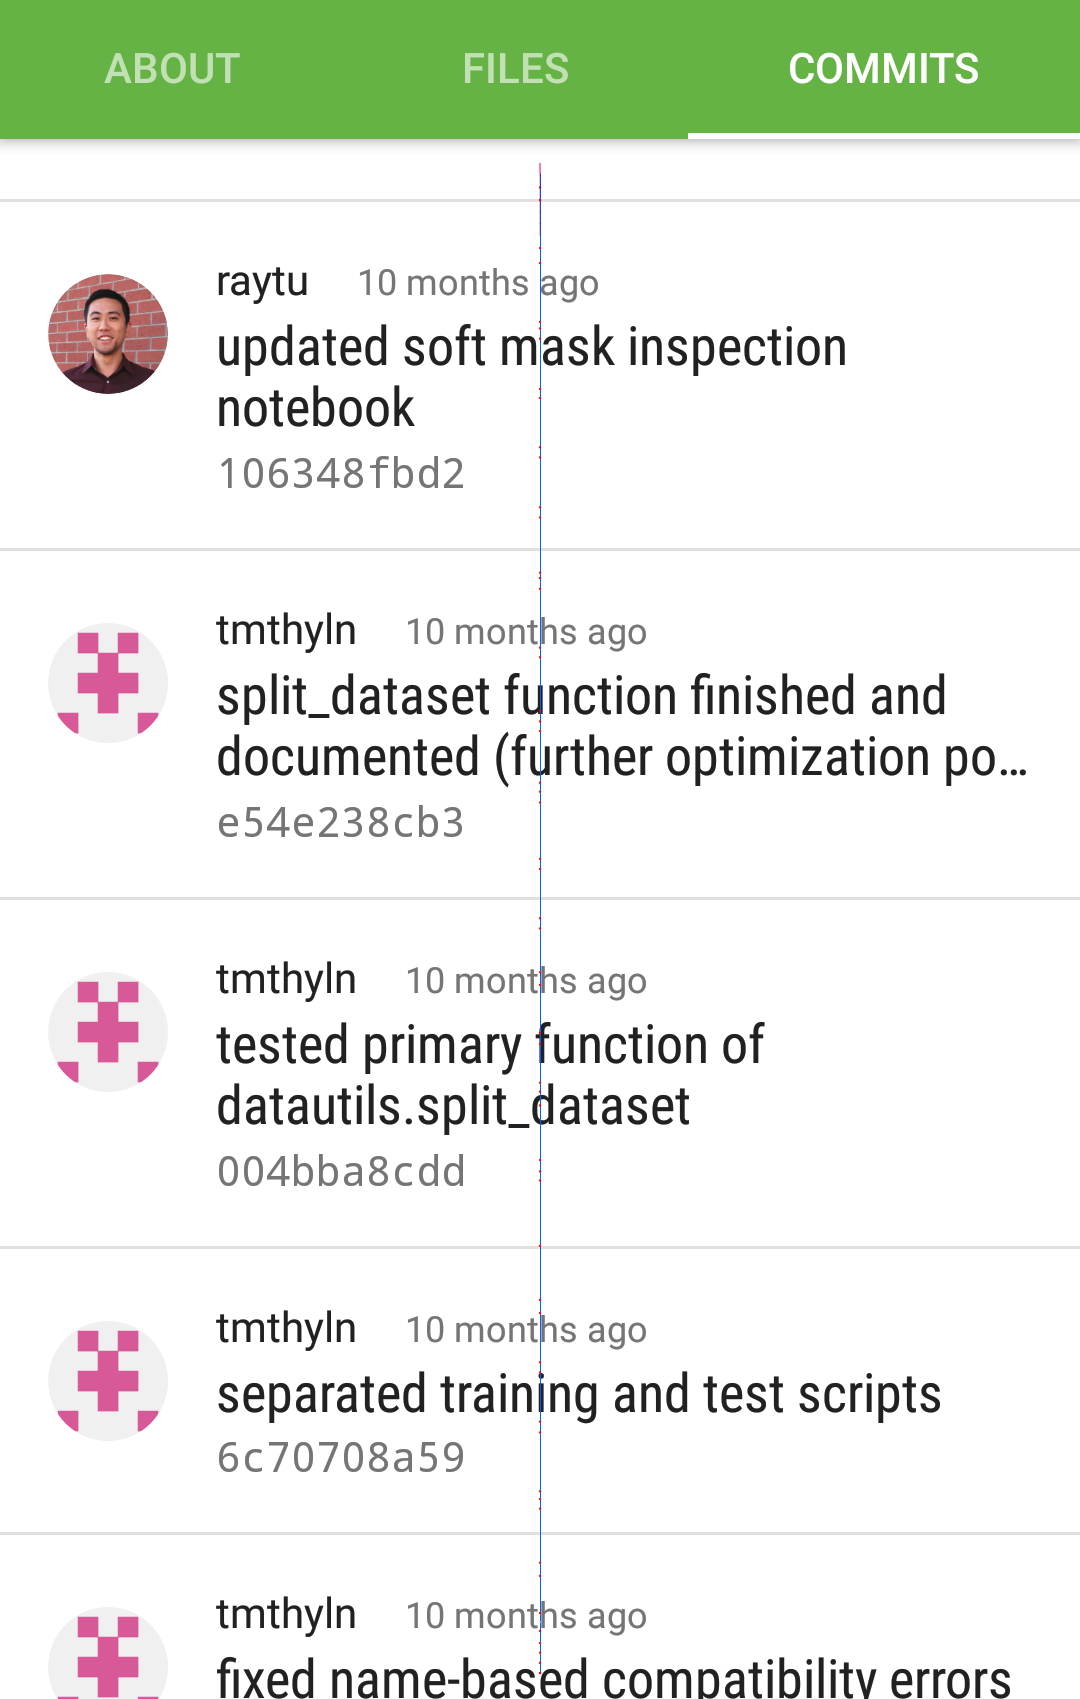 ABOUT FILES COMMITS
raytu 10 months ago
updated soft mask inspection
notebook
106348fbd2
tmthyln 10 months ago
split_dataset function finished and
documented (further optimization po…
e54e238cb3
tmthyln 10 months ago
tested primary function of
datautils.split_dataset
004bba8cdd
tmthyln 10 months ago
separated training and test scripts
6c70708a59
tmthyln 10 months ago
fixed name-based compatibility errors